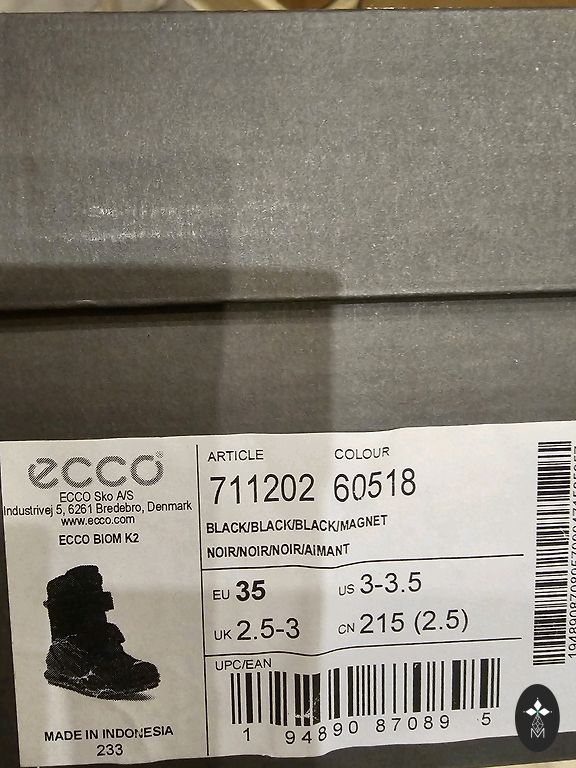 ecco
ECCO Sko A/S
Industrivej 5, 6261 Bredebro, Denmark
www.ecco.com
ECCO BIOM K2
MADE IN INDONESIA
233
ARTICLE COLOUR
711202 60518
BLACK/BLACK/BLACK/MAGNET
NOIR/NOIR/NOIR/AIMANT
EU 35 US 3-3.5
UK 2.5-3 CN 215 (2.5)
UPC/EAN
1 94890 87089 5
M